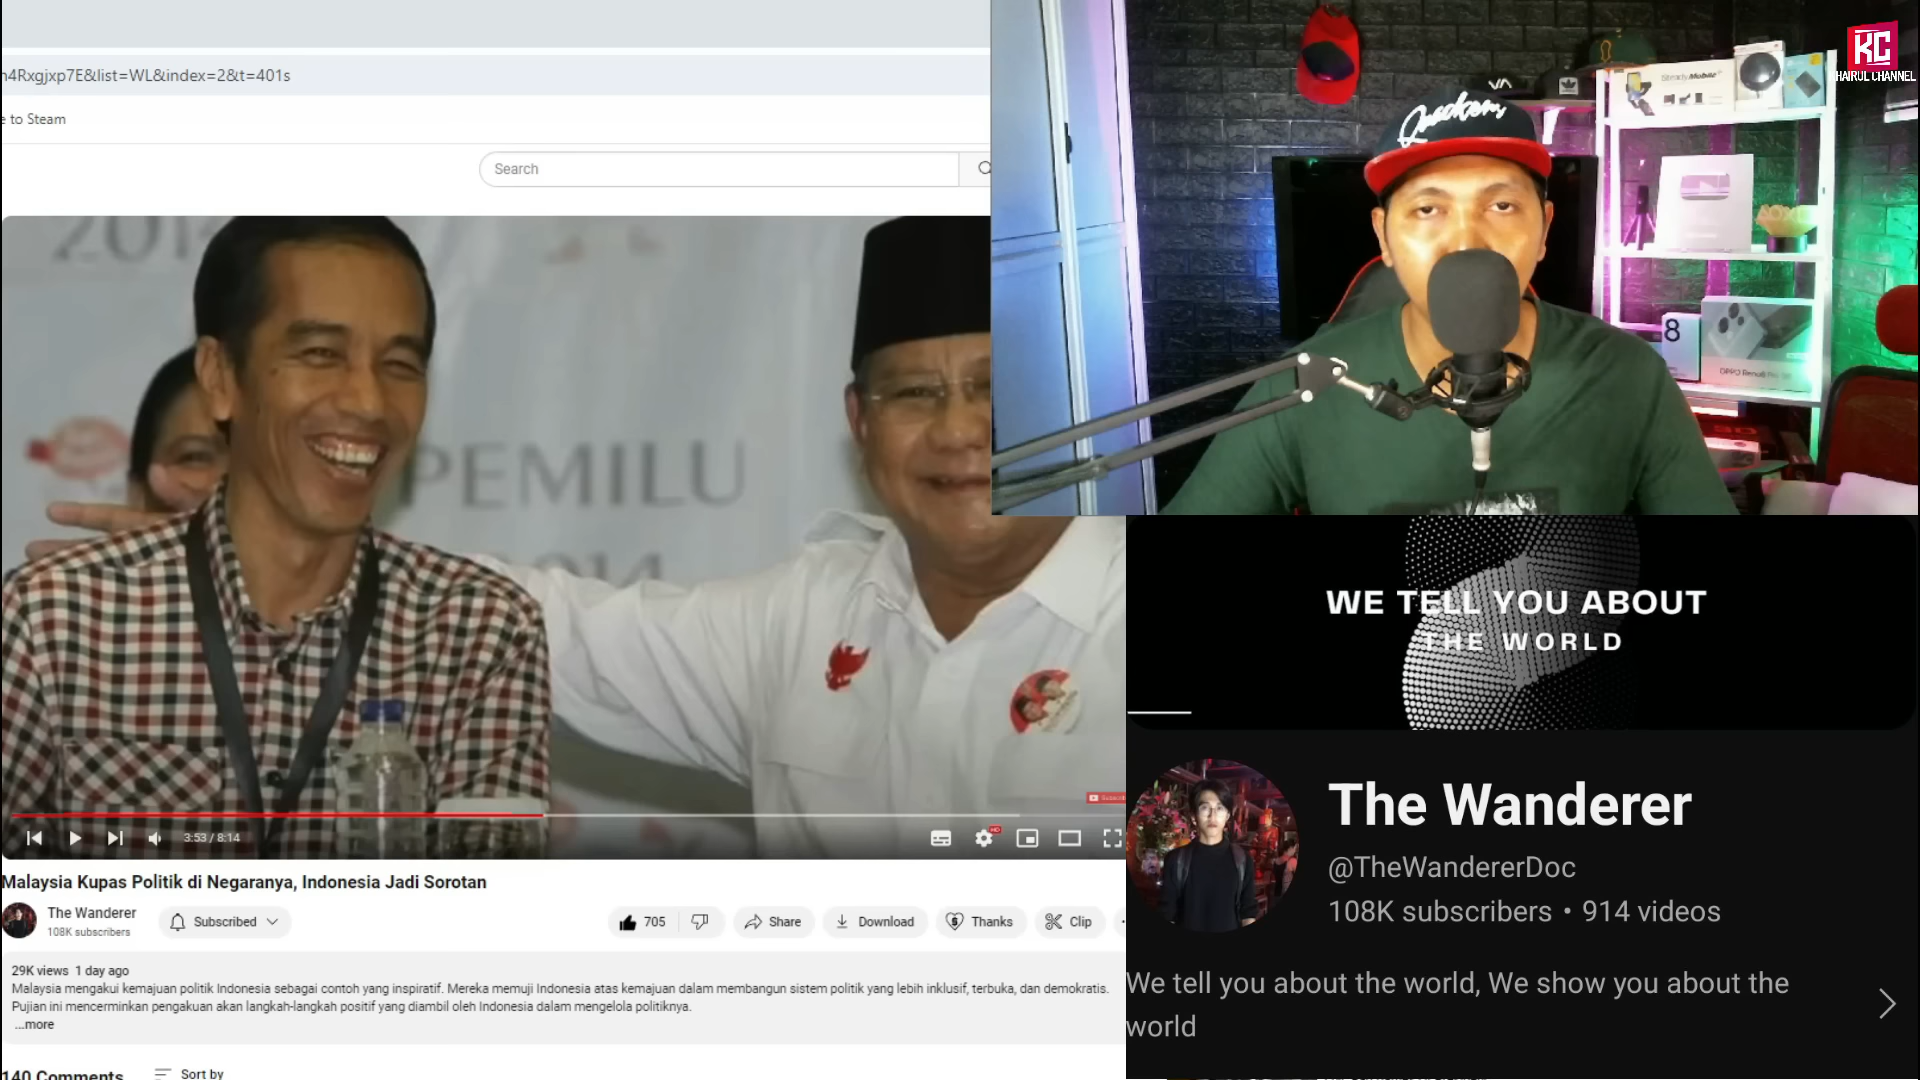 n4Rxgjxp7E&list=WL&index=2&t=401s
e to Steam
Search
PEMILU
3:53 / 8:14
Malaysia Kupas Politik di Negaranya, Indonesia Jadi Sorotan
The Wanderer
108K subscribers
Subscribed
705
Share
Download
Thanks
Clip
29K views 1 day ago
Malaysia mengakui kemajuan politik Indonesia sebagai contoh yang inspiratif. Mereka memuji Indonesia atas kemajuan dalam membangun sistem politik yang lebih inklusif, terbuka, dan demokratis.
Pujian ini mencerminkan pengakuan akan langkah-langkah positif yang diambil oleh Indonesia dalam mengelola politiknya.
...more
140 Comments
Sort by
KC
HAIRUL CHANNEL
8
WE TELL YOU ABOUT
THE WORLD
The Wanderer
@TheWandererDoc
108K subscribers • 914 videos
We tell you about the world, We show you about the
world